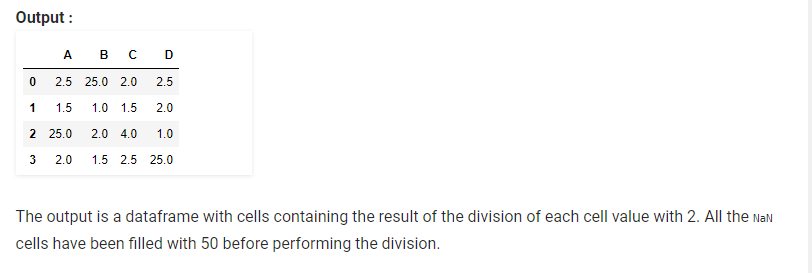 Output :
A B C D
0 2.5 25.0 2.0 2.5
1 1.5 1.0 1.5 2.0
2 25.0 2.0 4.0 1.0
3 2.0 1.5 2.5 25.0
The output is a dataframe with cells containing the result of the division of each cell value with 2. All the NaN
cells have been filled with 50 before performing the division.